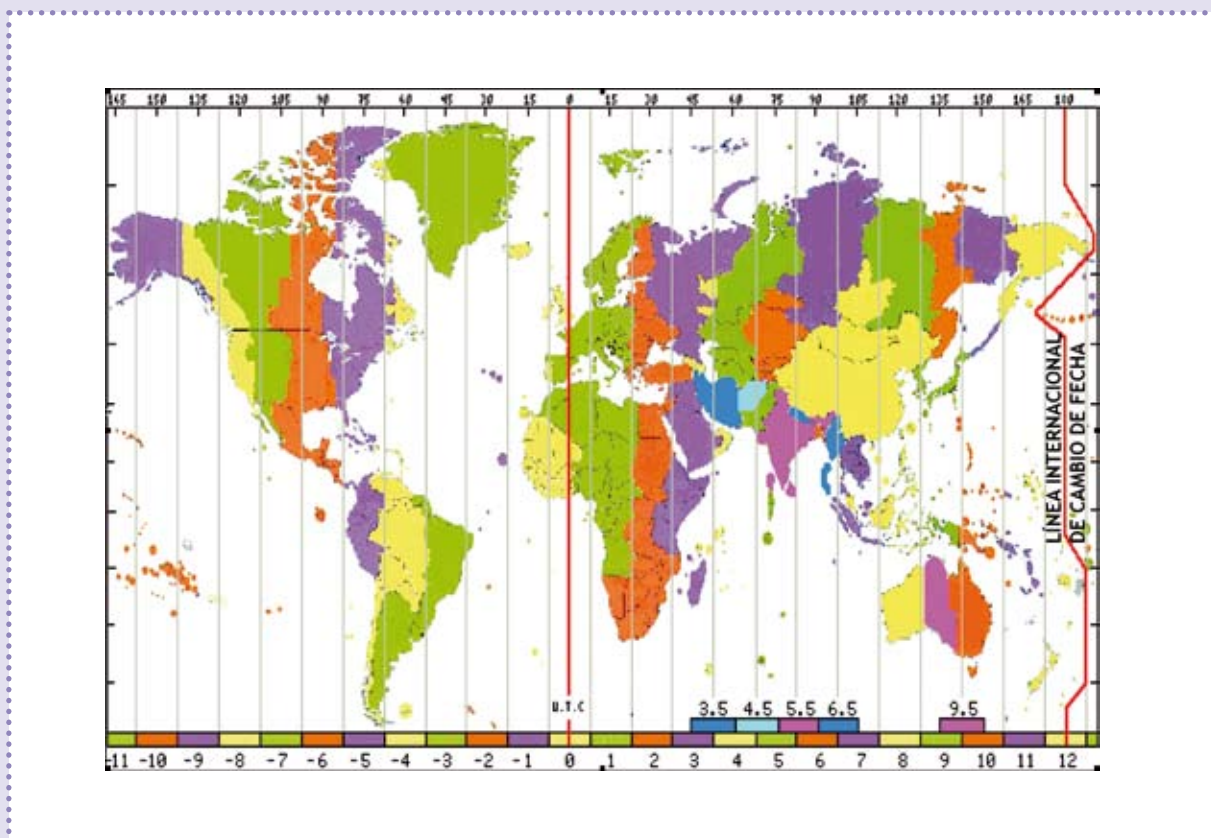 165 150 135 120 105 90 75 60 45 30 15 0 15 30 45 60 75 90 105 120 135 150 165 180
LÍNEA INTERNACIONAL
DE CAMBIO DE FECHA
U.T.C
3.5 4.5 5.5 6.5 9.5
-11 -10 -9 -8 -7 -6 -5 -4 -3 -2 -1 0 1 2 3 4 5 6 7 8 9 10 11 12